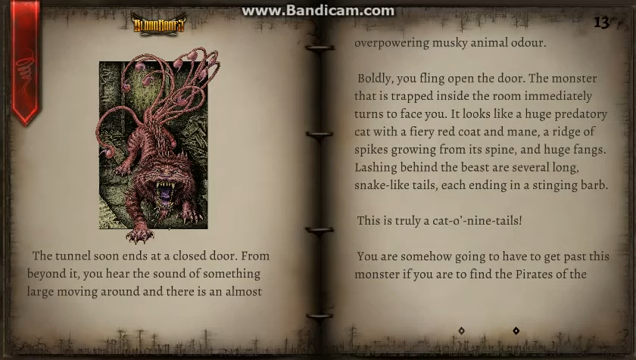 www.Bandicam.com
BLOODBONES
13
The tunnel soon ends at a closed door. From
beyond it, you hear the sound of something
large moving around and there is an almost
overpowering musky animal odour.
Boldly, you fling open the door. The monster
that is trapped inside the room immediately
turns to face you. It looks like a huge predatory
cat with a fiery red coat and mane, a ridge of
spikes growing from its spine, and huge fangs.
Lashing behind the beast are several long,
snake-like tails, each ending in a stinging barb.
This is truly a cat-o'-nine-tails!
You are somehow going to have to get past this
monster if you are to find the Pirates of the